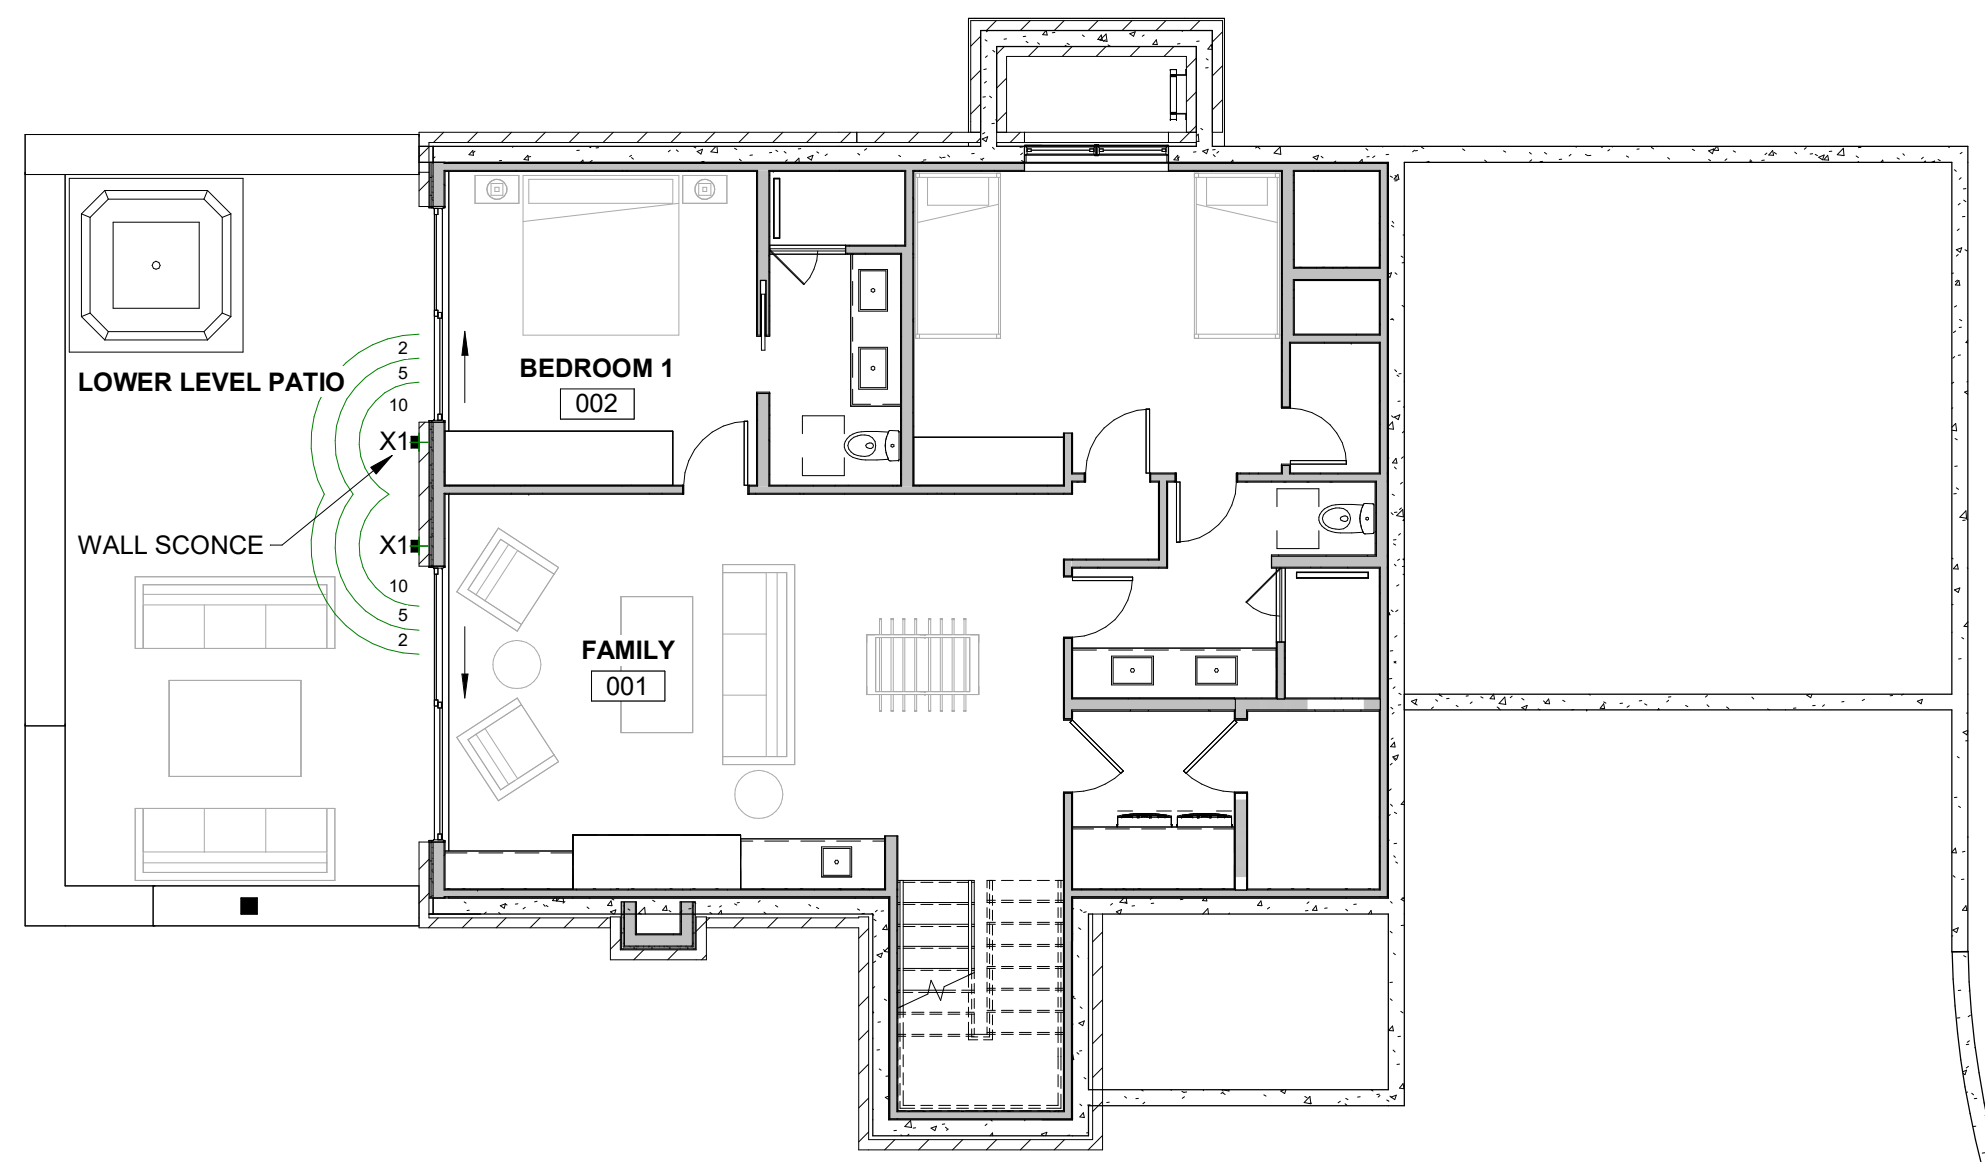 2
LOWER LEVEL PATIO
5
10
BEDROOM 1
002
X1
WALL SCONCE
X1
10
5
2
FAMILY
001